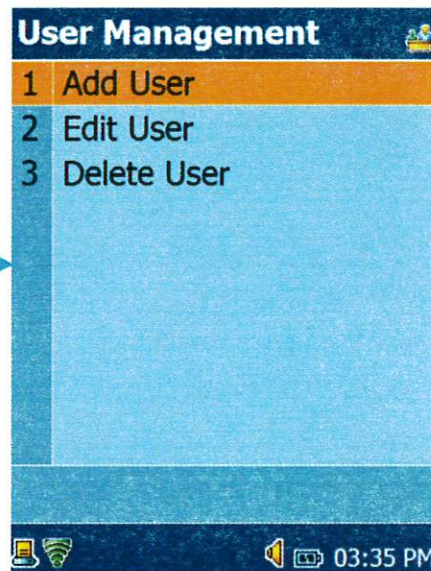 User Management
1 Add User
2 Edit User
3 Delete User
03:35 PM